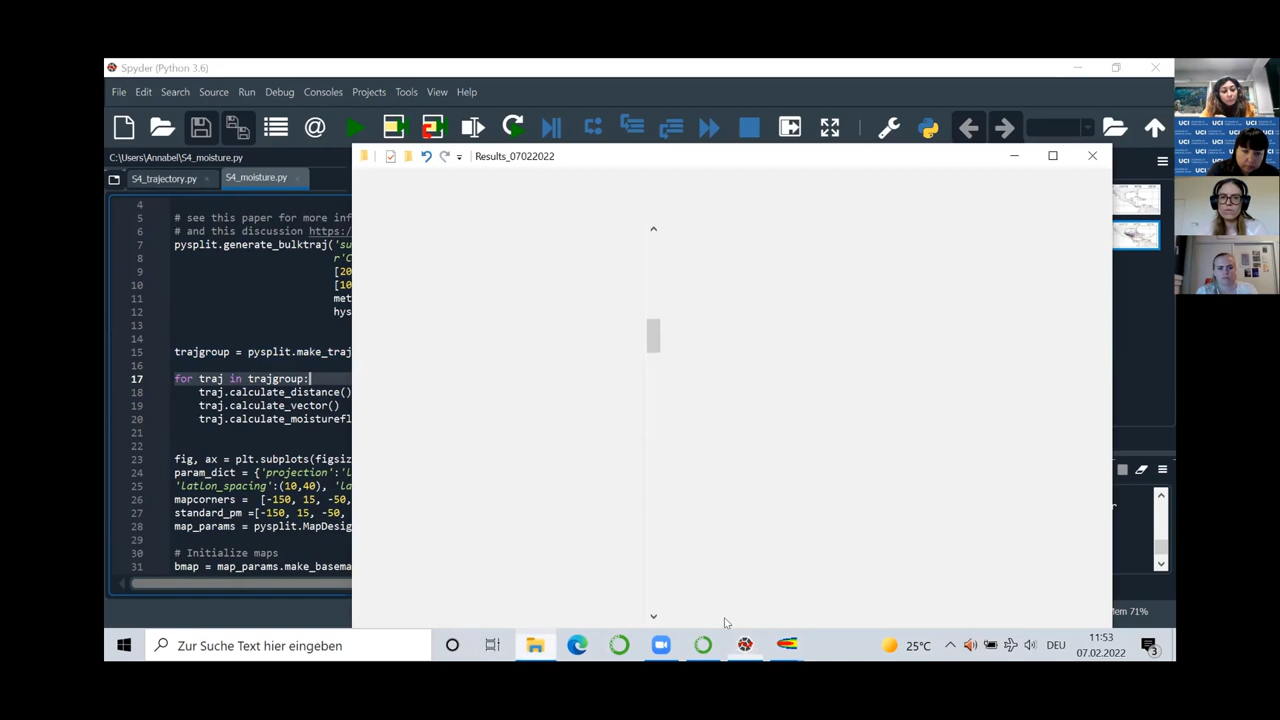 Spyder (Python 3.6)
File Edit Search Source Run Debug Consoles Projects Tools View Help
C:\Users\Annabel\S4_moisture.py
Results_07022022
S4_trajectory.py
S4_moisture.py
4
5 # see this paper for more inf
6 # and this discussion https:/
7 pysplit.generate_bulktraj('su
8 r'C
9 [20
10 [10
11 met
12 hys
13
14
15 trajgroup = pysplit.make_traj
16
17 for traj in trajgroup:
18 traj.calculate_distance()
19 traj.calculate_vector()
20 traj.calculate_moisturefl
21
22
23 fig, ax = plt.subplots(figsiz
24 param_dict = {'projection':'l
25 'latlon_spacing':(10,40), 'la
26 mapcorners = [-150, 15, -50,
27 standard_pm =[-150, 15, -50,
28 map_params = pysplit.MapDesig
29
30 # Initialize maps
31 bmap = map_params.make_basema
Mem 71%
Zur Suche Text hier eingeben
25°C
DEU
11:53
07.02.2022
3
UCI
UCI
UCI
UCI